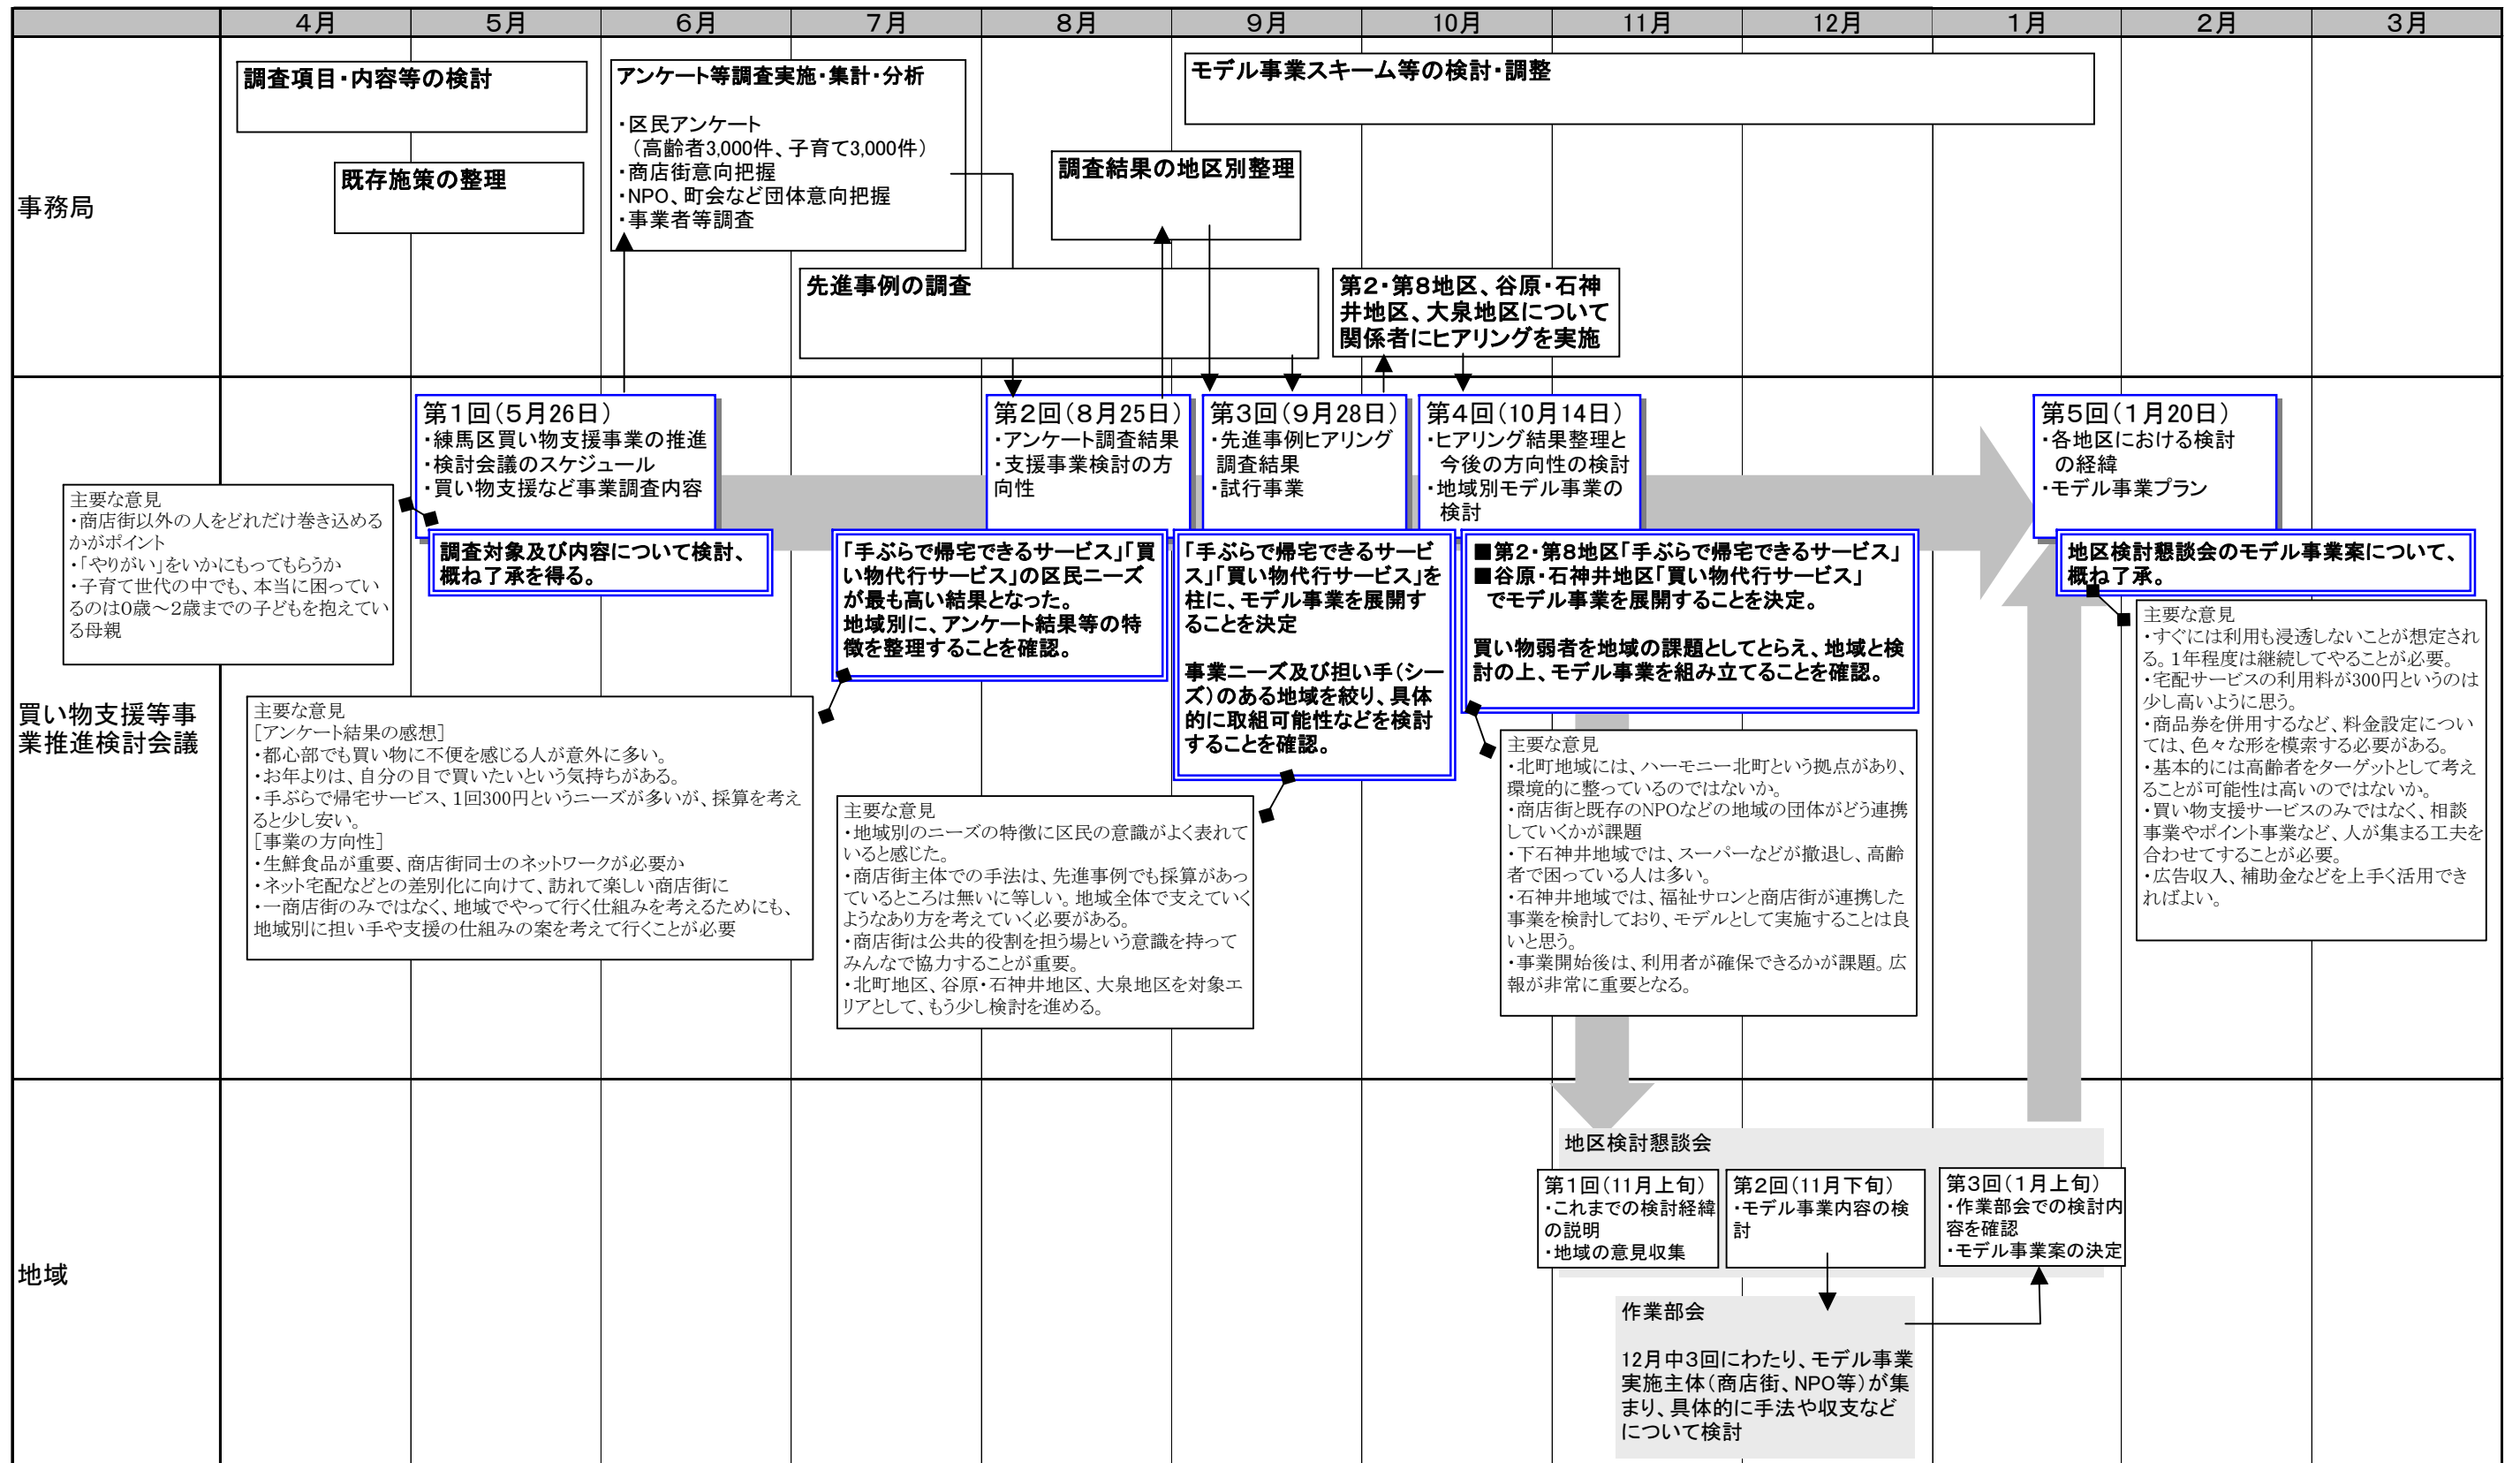 4月 5月 6月 7月 8月 9月 10月 11月 12月 1月 2月 3月
事務局
調査項目・内容等の検討
既存施策の整理
アンケート等調査実施・集計・分析
・区民アンケート
（高齢者3,000件、子育て3,000件）
・商店街意向把握
・NPO、町会など団体意向把握
・事業者等調査
先進事例の調査
調査結果の地区別整理
モデル事業スキーム等の検討・調整
第2・第8地区、谷原・石神
井地区、大泉地区について
関係者にヒアリングを実施
買い物支援等事
業推進検討会議
第1回（5月26日）
・練馬区買い物支援事業の推進
・検討会議のスケジュール
・買い物支援など事業調査内容
調査対象及び内容について検討、
概ね了承を得る。
主要な意見
・商店街以外の人をどれだけ巻き込める
かがポイント
・「やりがい」をいかにもってもらうか
・子育て世代の中でも、本当に困ってい
るのは0歳～2歳までの子どもを抱えてい
る母親
第2回（8月25日）
・アンケート調査結果
・支援事業検討の方
向性
「手ぶらで帰宅できるサービス」「買
い物代行サービス」の区民ニーズ
が最も高い結果となった。
地域別に、アンケート結果等の特
徴を整理することを確認。
主要な意見
［アンケート結果の感想］
・都心部でも買い物に不便を感じる人が意外に多い。
・お年よりは、自分の目で買いたいという気持ちがある。
・手ぶらで帰宅サービス、1回300円というニーズが多いが、採算を考え
ると少し安い。
［事業の方向性］
・生鮮食品が重要、商店街同士のネットワークが必要か
・ネット宅配などとの差別化に向けて、訪れて楽しい商店街に
・一商店街のみではなく、地域でやって行く仕組みを考えるためにも、
地域別に担い手や支援の仕組みの案を考えて行くことが必要
第3回（9月28日）
・先進事例ヒアリング
調査結果
・試行事業
「手ぶらで帰宅できるサービ
ス」「買い物代行サービス」を
柱に、モデル事業を展開す
ることを決定
事業ニーズ及び担い手（シー
ズ）のある地域を絞り、具体
的に取組可能性などを検討
することを確認。
主要な意見
・地域別のニーズの特徴に区民の意識がよく表れて
いると感じた。
・商店街主体での手法は、先進事例でも採算があっ
ているところは無いに等しい。地域全体で支えていく
ようなあり方を考えていく必要がある。
・商店街は公共的役割を担う場という意識を持って
みんなで協力することが重要。
・北町地区、谷原・石神井地区、大泉地区を対象エ
リアとして、もう少し検討を進める。
第4回（10月14日）
・ヒアリング結果整理と
今後の方向性の検討
・地域別モデル事業の
検討
■第2・第8地区「手ぶらで帰宅できるサービス」
■谷原・石神井地区「買い物代行サービス」
でモデル事業を展開することを決定。
買い物弱者を地域の課題としてとらえ、地域と検
討の上、モデル事業を組み立てることを確認。
主要な意見
・北町地域には、ハーモニー北町という拠点があり、
環境的に整っているのではないか。
・商店街と既存のNPOなどの地域の団体がどう連携
していくかが課題
・下石神井地域では、スーパーなどが撤退し、高齢
者で困っている人は多い。
・石神井地域では、福祉サロンと商店街が連携した
事業を検討しており、モデルとして実施することは良
いと思う。
・事業開始後は、利用者が確保できるかが課題。広
報が非常に重要となる。
第5回（1月20日）
・各地区における検討
の経緯
・モデル事業プラン
地区検討懇談会のモデル事業案について、
概ね了承。
主要な意見
・すぐには利用も浸透しないことが想定され
る。1年程度は継続してやることが必要。
・宅配サービスの利用料が300円というのは
少し高いように思う。
・商品券を併用するなど、料金設定につい
ては、色々な形を模索する必要がある。
・基本的には高齢者をターゲットとして考え
ることが可能性は高いのではないか。
・買い物支援サービスのみではなく、相談
事業やポイント事業など、人が集まる工夫を
合わせてすることが必要。
・広告収入、補助金などを上手く活用でき
ればよい。
地域
地区検討懇談会
第1回（11月上旬）
・これまでの検討経緯
の説明
・地域の意見収集
第2回（11月下旬）
・モデル事業内容の検
討
第3回（1月上旬）
・作業部会での検討内
容を確認
・モデル事業案の決定
作業部会
12月中3回にわたり、モデル事業
実施主体（商店街、NPO等）が集
まり、具体的に手法や収支など
について検討